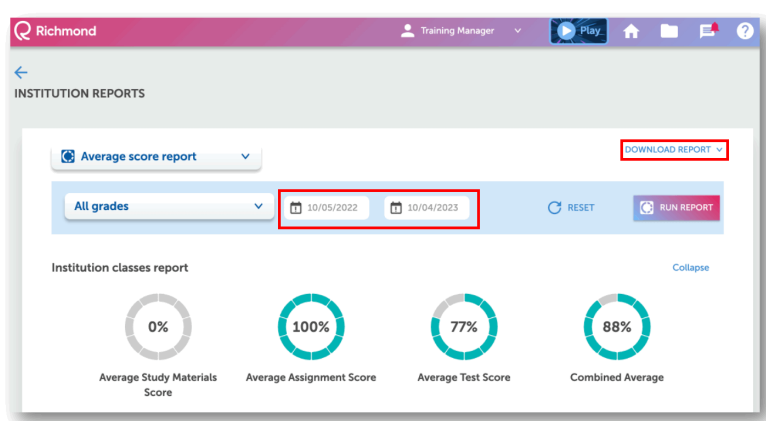 Richmond
Training Manager
Play
?
INSTITUTION REPORTS
Average score report
DOWNLOAD REPORT
All grades
10/05/2022
10/04/2023
RESET
RUN REPORT
Institution classes report
Collapse
0%
100%
77%
88%
Average Study Materials
Score
Average Assignment Score
Average Test Score
Combined Average